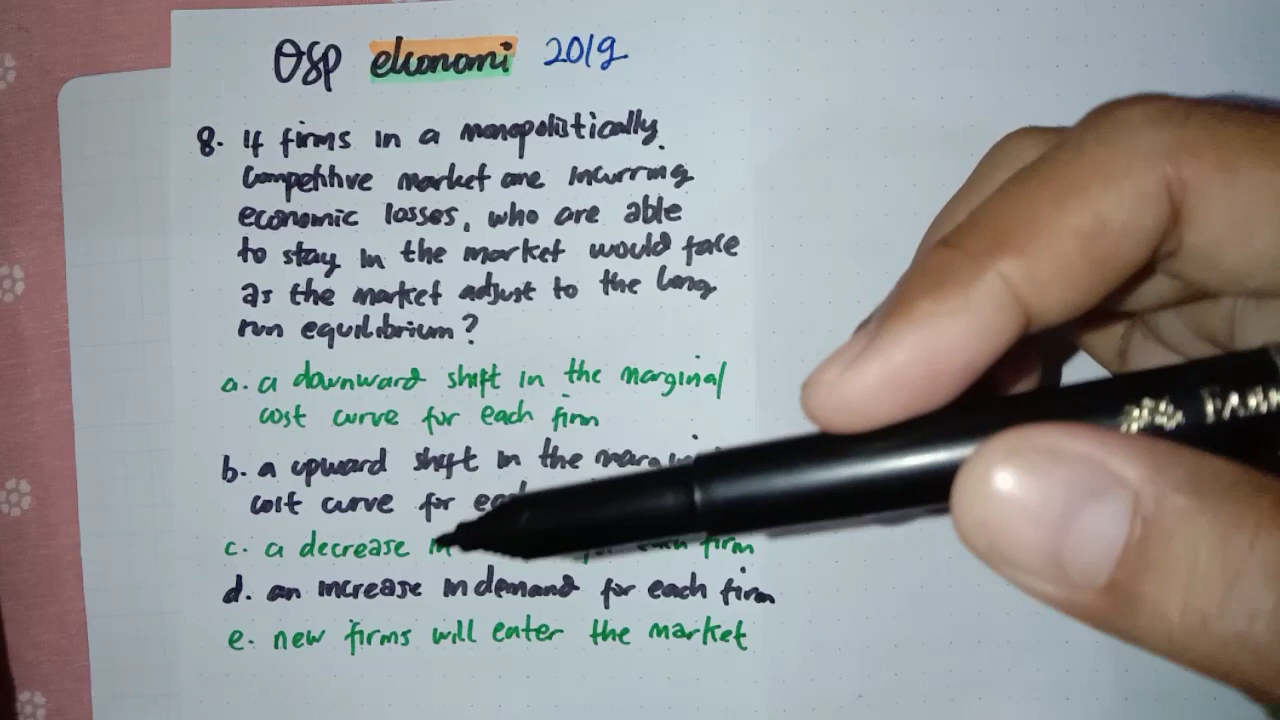 OSP ekonomi 2019
8. If firms in a monopolistically
competitive market are incurring
economic losses, who are able
to stay in the market would face
as the market adjust to the long
run equilibrium?
a. a downward shift in the marginal
cost curve for each firm
b. a upward shift in the
cost curve for
c. a decrease firm
d. an increase in demand for each firm
e. new firms will enter the market